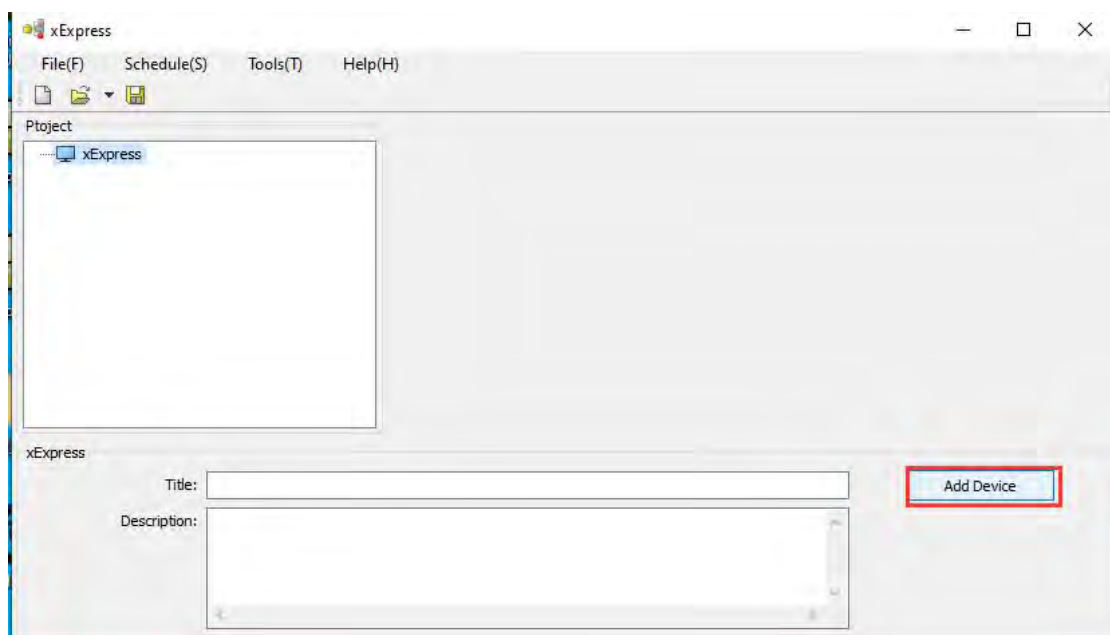 xExpress
File(F) Schedule(S) Tools(T) Help(H)
Ptoject
xExpress
xExpress
Title:
Add Device
Description: